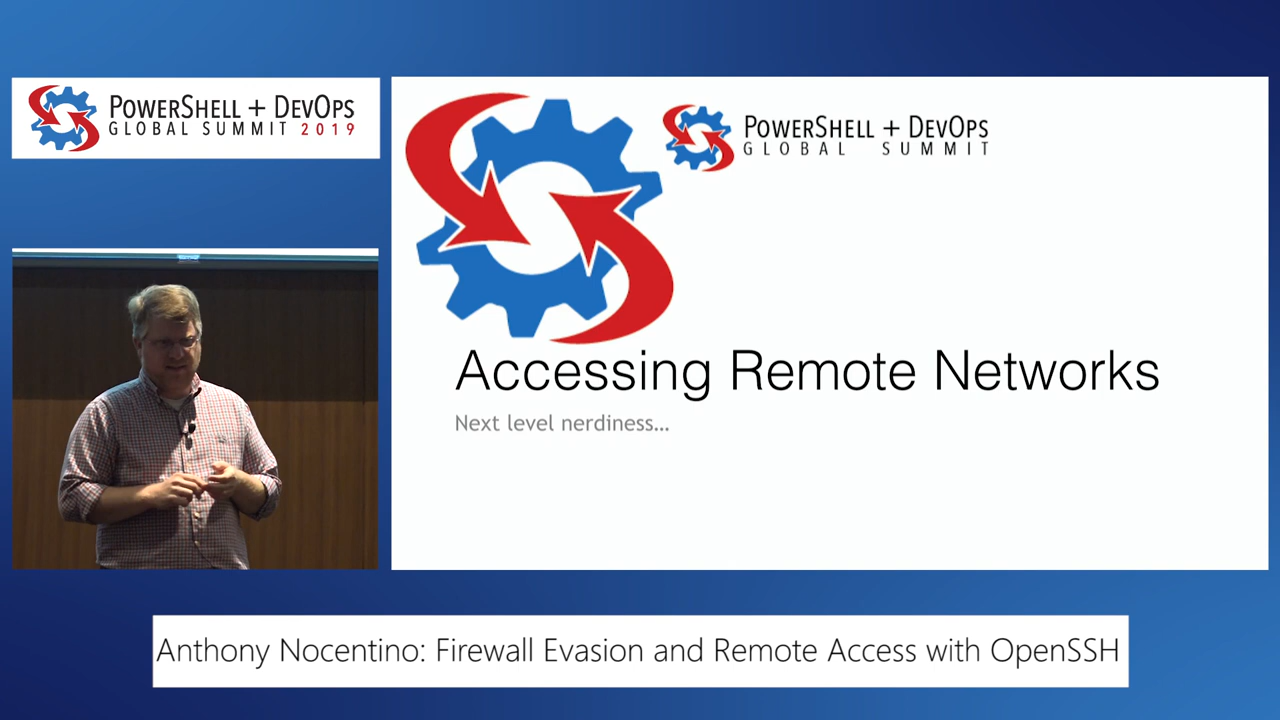 POWERSHELL + DEVOPS
GLOBAL SUMMIT 2019
POWERSHELL + DEVOPS
GLOBAL SUMMIT
Accessing Remote Networks
Next level nerdiness...
Anthony Nocentino: Firewall Evasion and Remote Access with OpenSSH